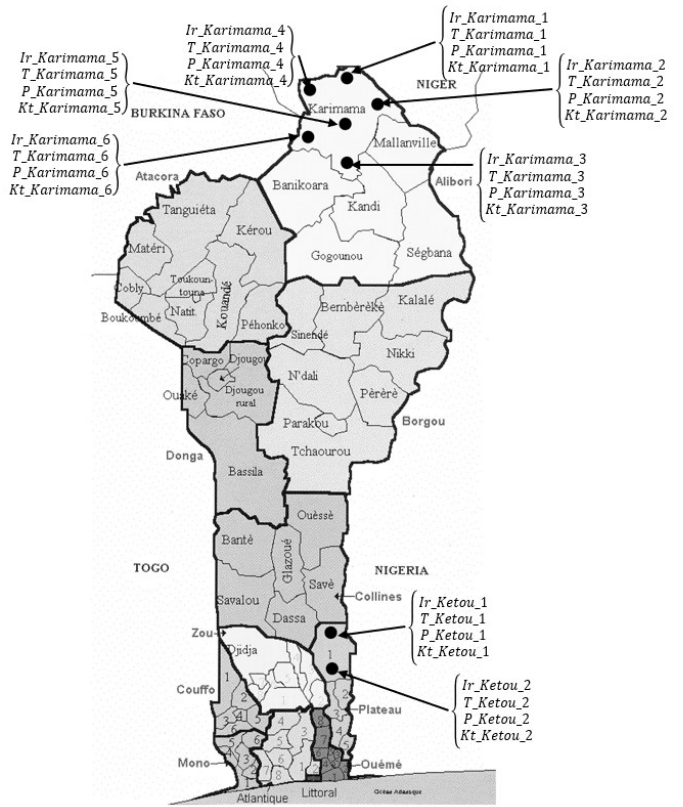 Ir_Karimama_1
T_Karimama_1
P_Karimama_1
Kt_Karimama_1
Ir_Karimama_4
T_Karimama_4
P_Karimama_4
Kt_Karimama_4
Ir_Karimama_5
T_Karimama_5
P_Karimama_5
Kt_Karimama_5
Ir_Karimama_2
T_Karimama_2
P_Karimama_2
Kt_Karimama_2
NIGER
BURKINA FASO
Karimama
Ir_Karimama_6
T_Karimama_6
P_Karimama_6
Kt_Karimama_6
Mallanville
Ir_Karimama_3
T_Karimama_3
P_Karimama_3
Kt_Karimama_3
Atacora
Banikoara
Alibori
Tanguiéta
Kandi
Kérou
Matéri
Gogounou
Ségbana
Toukoun-
touna
Cobly
Kouandé
Natit
Boukoumbé
Péhonko
Bembèrèkè
Kalalé
Sinendé
Nikki
Copargo
Djougou
N'dali
Ouaké
Djougou
rural
Pèrèrè
Parakou
Borgou
Tchaourou
Donga
Bassila
Ouèssè
Bantè
Glazoué
TOGO
NIGERIA
Savè
Savalou
Collines
Dassa
Ir_Ketou_1
T_Ketou_1
P_Ketou_1
Kt_Ketou_1
Zou
Djidja
1
Ir_Ketou_2
T_Ketou_2
P_Ketou_2
Kt_Ketou_2
Couffo
1
2
2
Plateau
Mono
Ouémé
Atlantique
Littoral